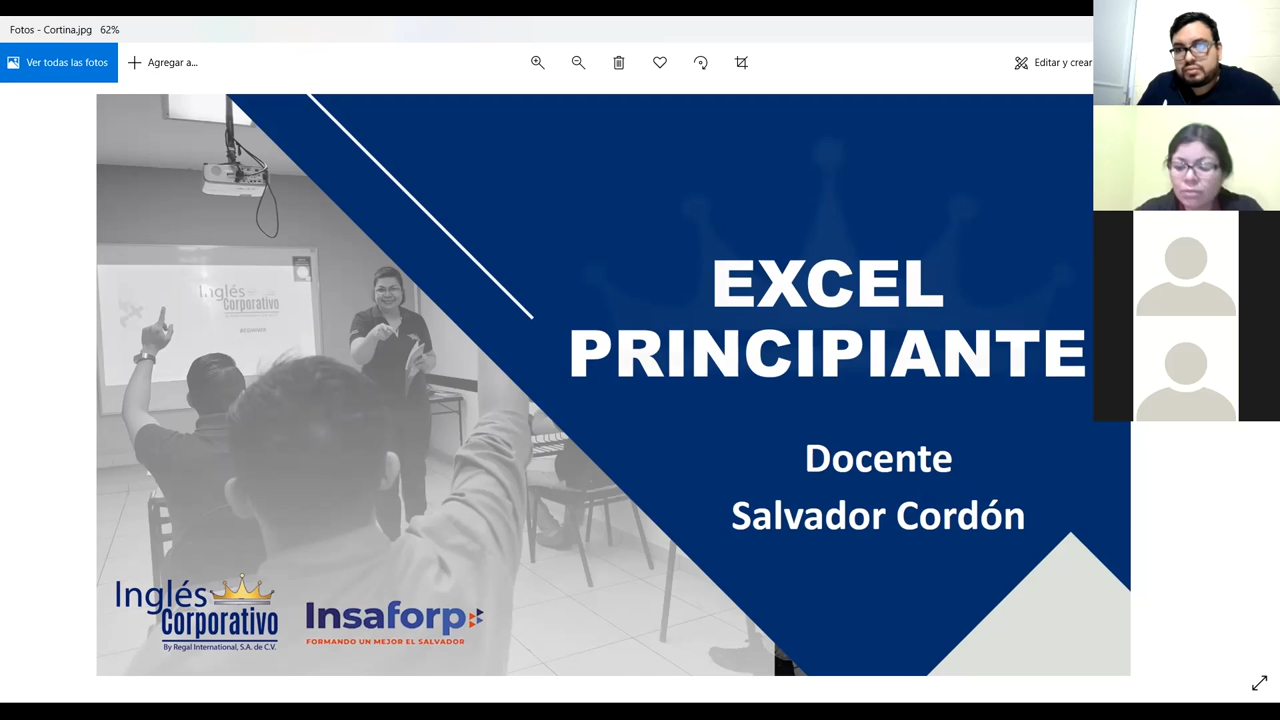 Fotos - Cortina.jpg 62%
Ver todas las fotos
Agregar a...
Editar y crear
Inglés
Corporativo
EXCEL
PRINCIPIANTE
Docente
Salvador Cordón
Inglés
Corporativo
By Regal International, S.A. de C.V.
Insaforp
FORMANDO UN MEJOR EL SALVADOR